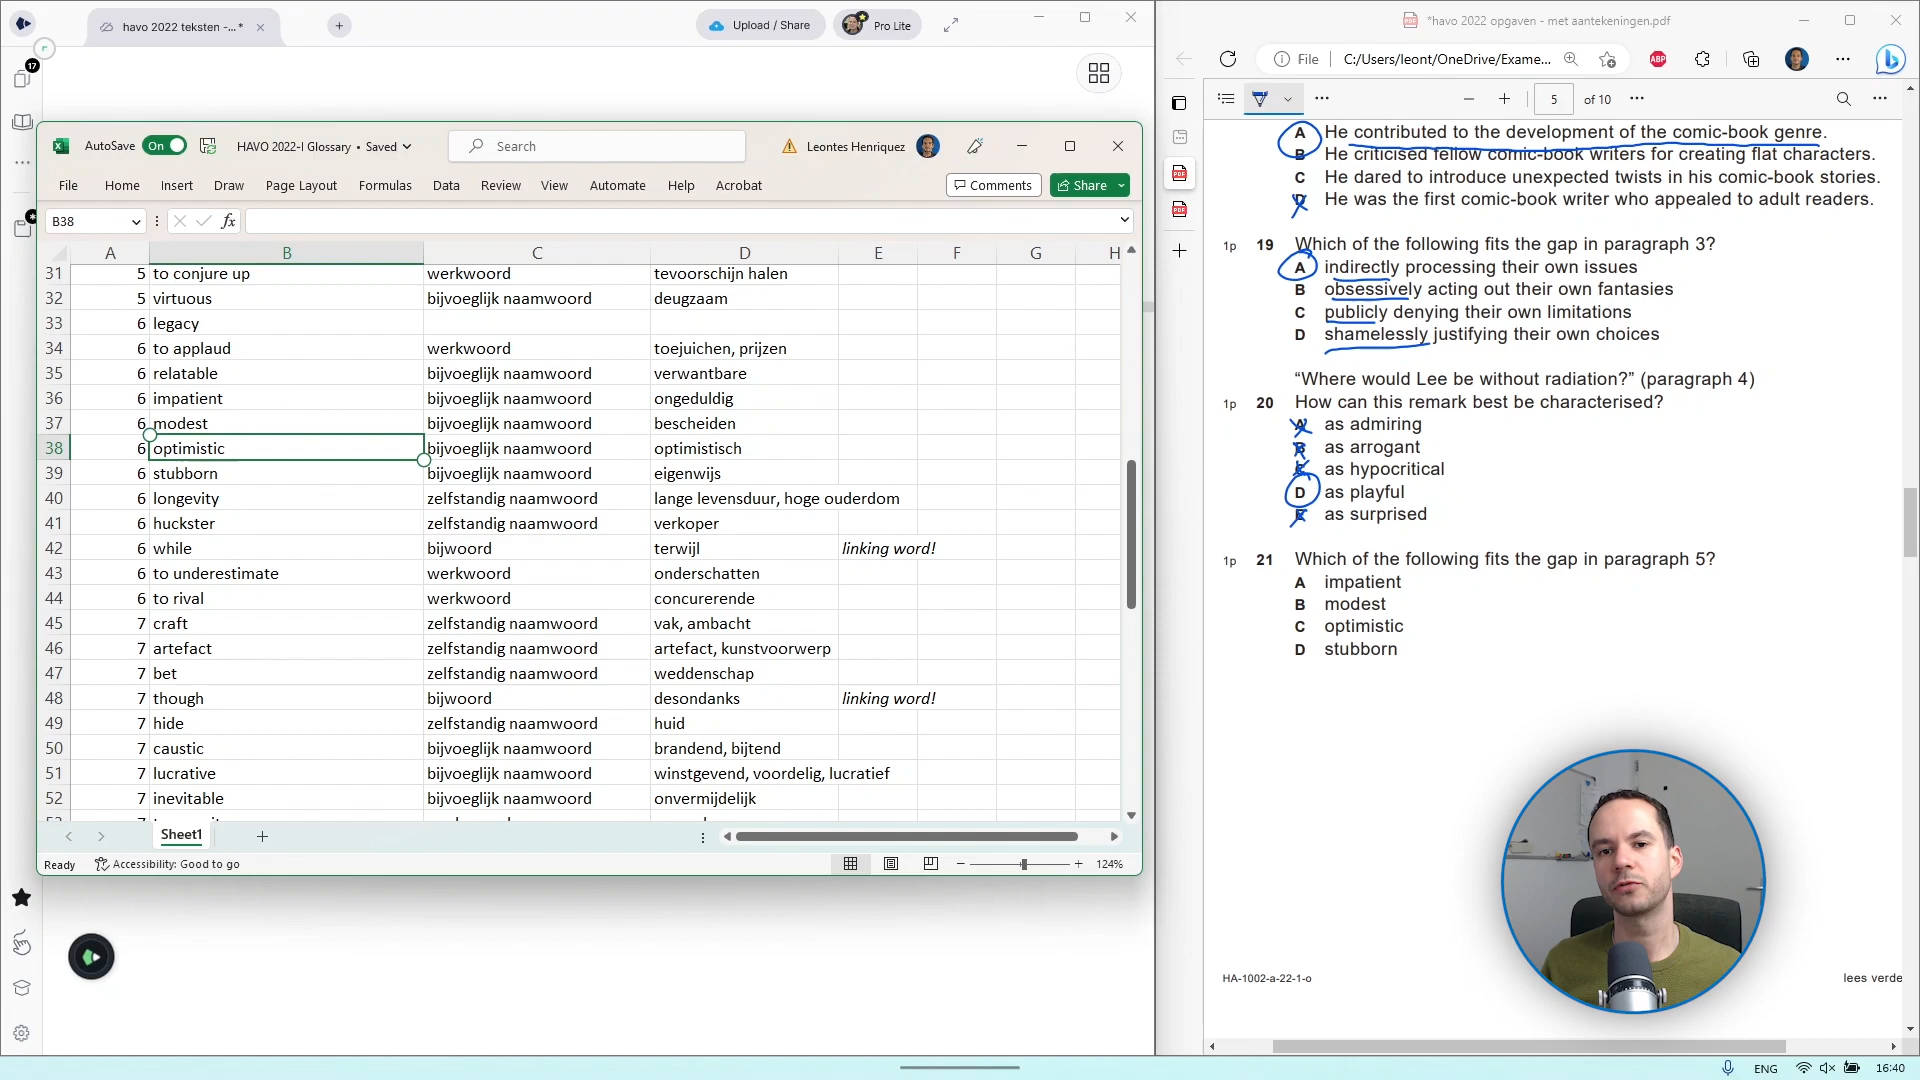 havo 2022 teksten -...*
Upload / Share
Pro Lite
17
AutoSave
On
HAVO 2022-I Glossary • Saved
Search
Leontes Henriquez
File
Home
Insert
Draw
Page Layout
Formulas
Data
Review
View
Automate
Help
Acrobat
Comments
Share
B38
fx
A B C D E F G H
31 5 to conjure up werkwoord tevoorschijn halen
32 5 virtuous bijvoeglijk naamwoord deugzaam
33 6 legacy
34 6 to applaud werkwoord toejuichen, prijzen
35 6 relatable bijvoeglijk naamwoord verwantbare
36 6 impatient bijvoeglijk naamwoord ongeduldig
37 6 modest bijvoeglijk naamwoord bescheiden
38 6 optimistic bijvoeglijk naamwoord optimistisch
39 6 stubborn bijvoeglijk naamwoord eigenwijs
40 6 longevity zelfstandig naamwoord lange levensduur, hoge ouderdom
41 6 huckster zelfstandig naamwoord verkoper
42 6 while bijwoord terwijl linking word!
43 6 to underestimate werkwoord onderschatten
44 6 to rival werkwoord concurerende
45 7 craft zelfstandig naamwoord vak, ambacht
46 7 artefact zelfstandig naamwoord artefact, kunstvoorwerp
47 7 bet zelfstandig naamwoord weddenschap
48 7 though bijwoord desondanks linking word!
49 7 hide zelfstandig naamwoord huid
50 7 caustic bijvoeglijk naamwoord brandend, bijtend
51 7 lucrative bijvoeglijk naamwoord winstgevend, voordelig, lucratief
52 7 inevitable bijvoeglijk naamwoord onvermijdelijk
Sheet1
Ready
Accessibility: Good to go
124%
*havo 2022 opgaven - met aantekeningen.pdf
File
C:/Users/leont/OneDrive/Exame...
ABP
5 of 10
A He contributed to the development of the comic-book genre.
B He criticised fellow comic-book writers for creating flat characters.
C He dared to introduce unexpected twists in his comic-book stories.
D He was the first comic-book writer who appealed to adult readers.
1p 19 Which of the following fits the gap in paragraph 3?
A indirectly processing their own issues
B obsessively acting out their own fantasies
C publicly denying their own limitations
D shamelessly justifying their own choices
“Where would Lee be without radiation?” (paragraph 4)
1p 20 How can this remark best be characterised?
A as admiring
B as arrogant
C as hypocritical
D as playful
E as surprised
1p 21 Which of the following fits the gap in paragraph 5?
A impatient
B modest
C optimistic
D stubborn
HA-1002-a-22-1-o
lees verde
ENG
16:40